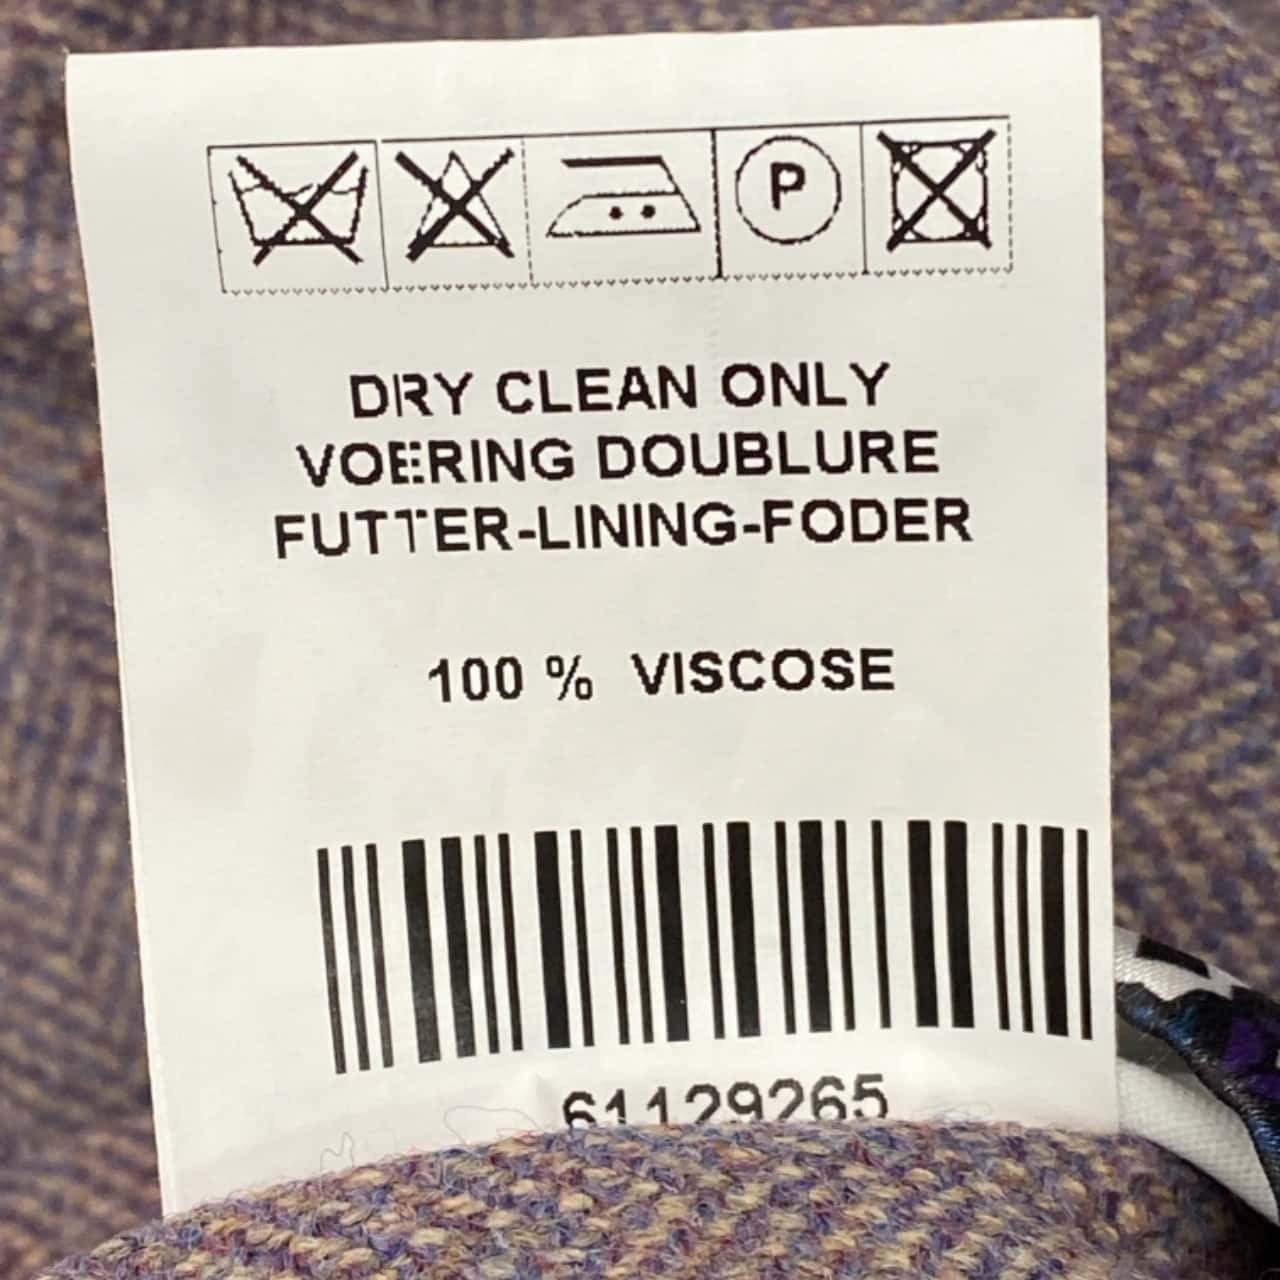 P
DRY CLEAN ONLY
VOERING DOUBLURE
FUTTER-LINING-FODER
100 % VISCOSE
61129265